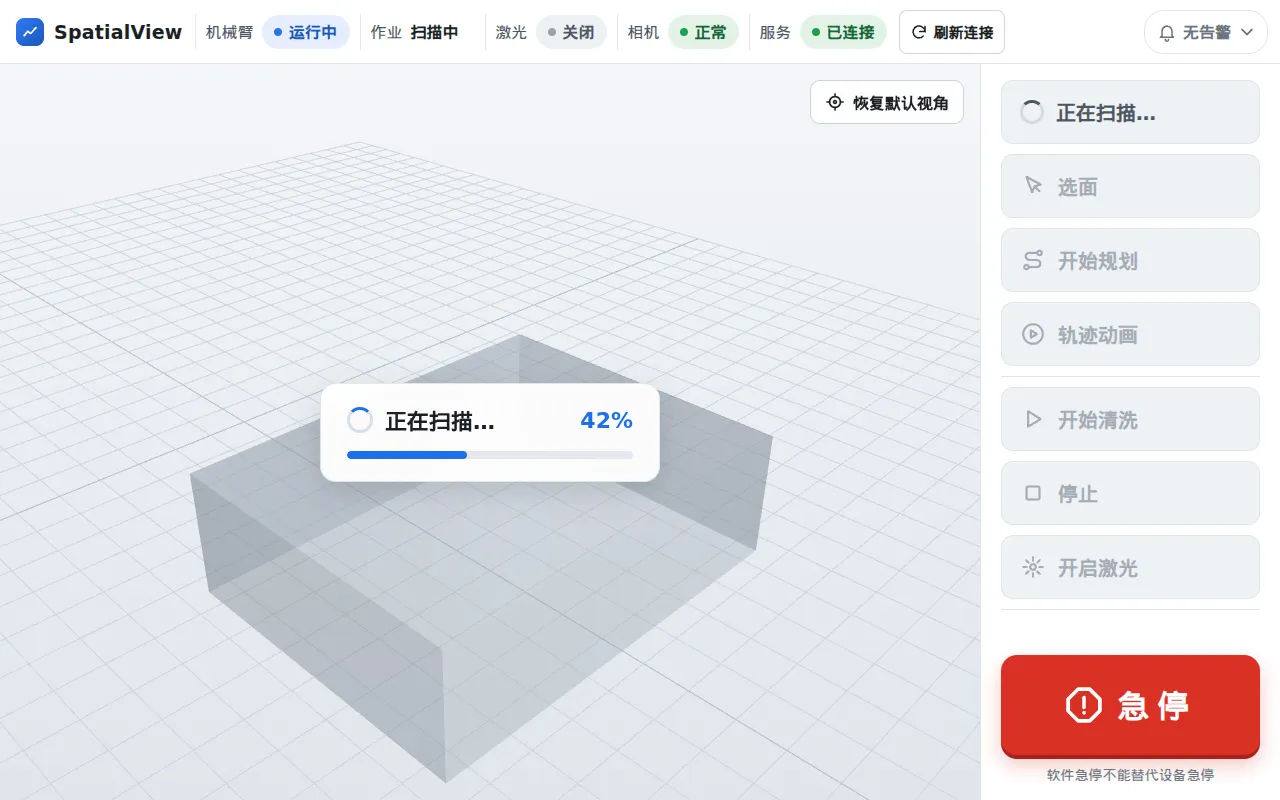 SpatialView
机械臂 运行中
作业 扫描中
激光 关闭
相机 正常
服务 已连接
刷新连接
无告警
恢复默认视角
正在扫描...
42%
正在扫描...
选面
开始规划
轨迹动画
开始清洗
停止
开启激光
急停
软件急停不能替代设备急停